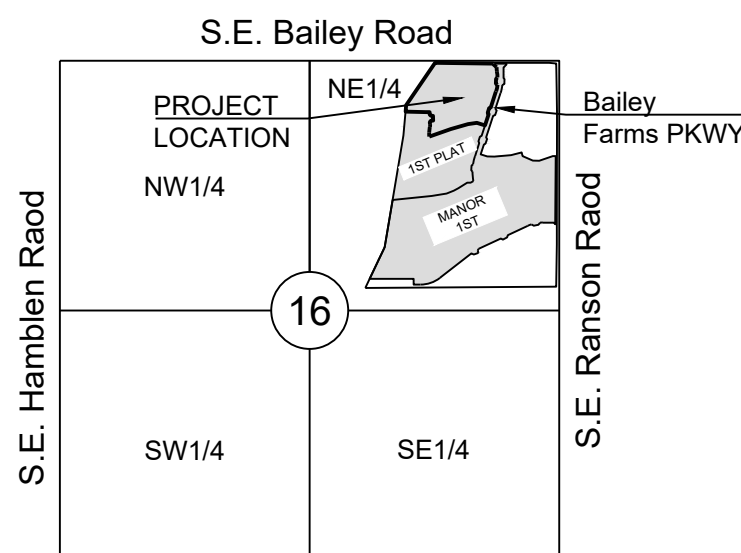 S.E. Bailey Road
NE1/4
PROJECT
LOCATION
Bailey
Farms PKWY
1ST PLAT
NW1/4
MANOR
1ST
S.E. Hamblen Raod
S.E. Ranson Raod
16
SW1/4
SE1/4